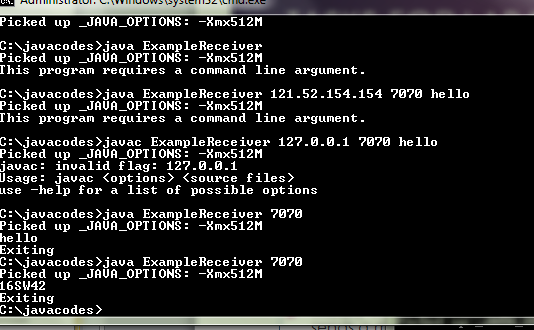 Administrator: C:\Windows\system32\cmd.exe
Picked up _JAVA_OPTIONS: -Xmx512M
C:\javacodes>java ExampleReceiver
Picked up _JAVA_OPTIONS: -Xmx512M
This program requires a command line argument.
C:\javacodes>java ExampleReceiver 121.52.154.154 7070 hello
Picked up _JAVA_OPTIONS: -Xmx512M
This program requires a command line argument.
C:\javacodes>javac ExampleReceiver 127.0.0.1 7070 hello
Picked up _JAVA_OPTIONS: -Xmx512M
javac: invalid flag: 127.0.0.1
Usage: javac <options> <source files>
use -help for a list of possible options
C:\javacodes>java ExampleReceiver 7070
Picked up _JAVA_OPTIONS: -Xmx512M
hello
Exiting
C:\javacodes>java ExampleReceiver 7070
Picked up _JAVA_OPTIONS: -Xmx512M
16SW42
Exiting
C:\javacodes>